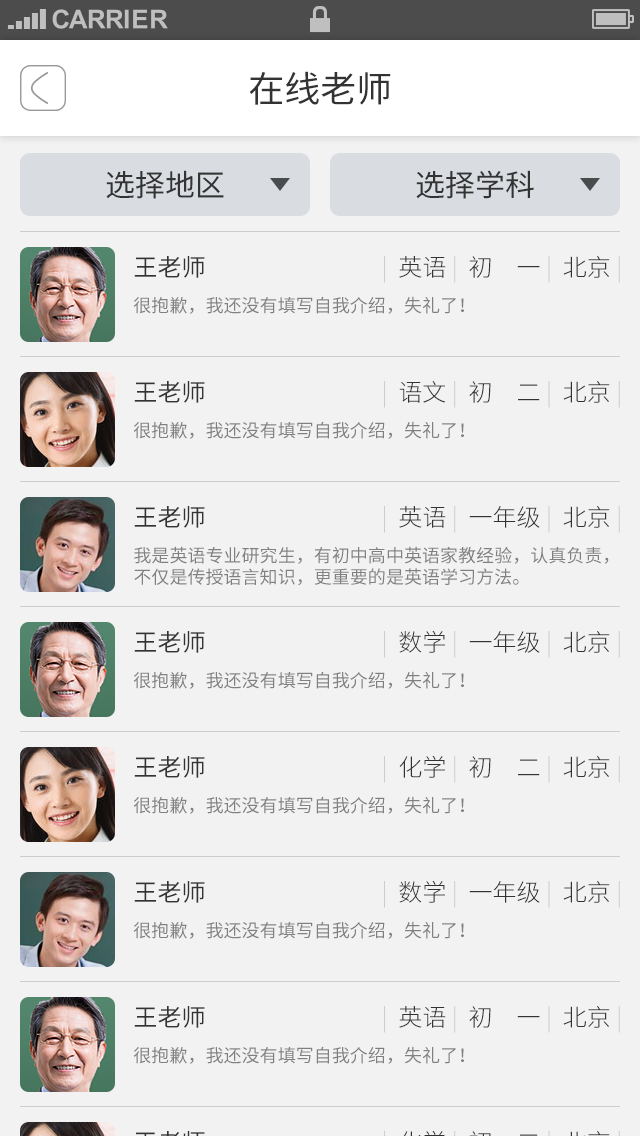 CARRIER
在线老师
选择地区 选择学科
王老师 英语 初 一 北京
很抱歉，我还没有填写自我介绍，失礼了！
王老师 语文 初 二 北京
很抱歉，我还没有填写自我介绍，失礼了！
王老师 英语 一年级 北京
我是英语专业研究生，有初中高中英语家教经验，认真负责，
不仅是传授语言知识，更重要的是英语学习方法。
王老师 数学 一年级 北京
很抱歉，我还没有填写自我介绍，失礼了！
王老师 化学 初 二 北京
很抱歉，我还没有填写自我介绍，失礼了！
王老师 数学 一年级 北京
很抱歉，我还没有填写自我介绍，失礼了！
王老师 英语 初 一 北京
很抱歉，我还没有填写自我介绍，失礼了！